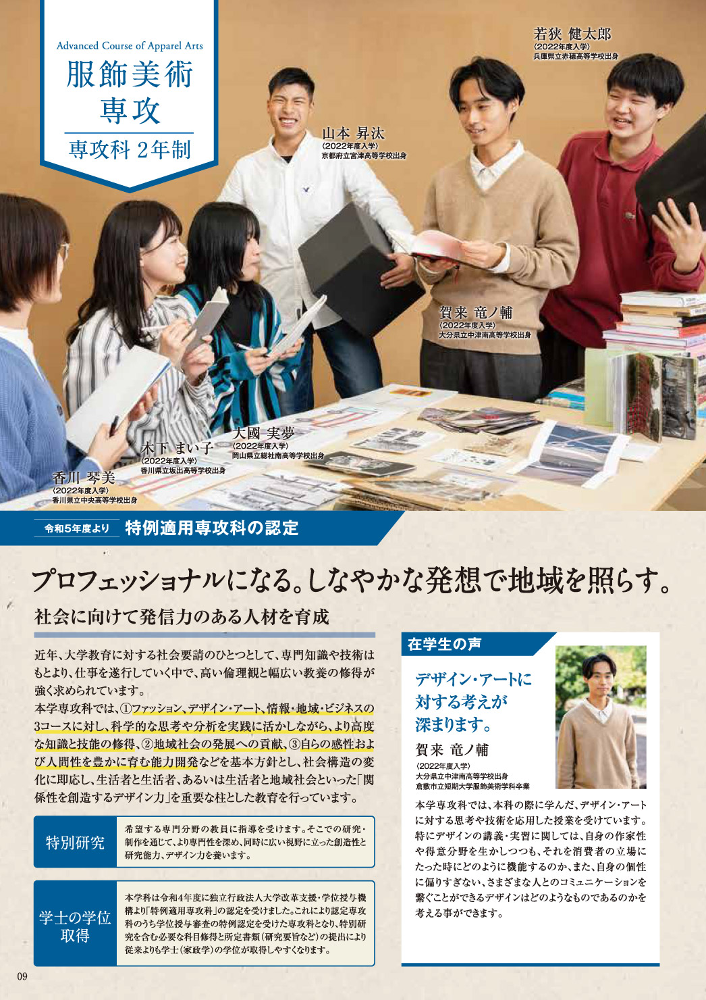 Advanced Course of Apparel Arts
服飾美術
専攻
専攻科 2年制
若狭 健太郎
〈2022年度入学〉
兵庫県立赤穂高等学校出身
山本 昇汰
〈2022年度入学〉
京都府立宮津高等学校出身
賀来 竜ノ輔
〈2022年度入学〉
大分県立中津南高等学校出身
大國 実夢
〈2022年度入学〉
岡山県立総社南高等学校出身
木下 まい子
〈2022年度入学〉
香川県立坂出高等学校出身
香川 琴美
〈2022年度入学〉
香川県立中央高等学校出身
令和5年度より 特例適用専攻科の認定
プロフェッショナルになる。しなやかな発想で地域を照らす。
社会に向けて発信力のある人材を育成
近年、大学教育に対する社会要請のひとつとして、専門知識や技術は
もとより、仕事を遂行していく中で、高い倫理観と幅広い教養の修得が
強く求められています。
本学専攻科では、①ファッション、デザイン・アート、情報・地域・ビジネスの
3コースに対し、科学的な思考や分析を実践に活かしながら、より高度
な知識と技能の修得、②地域社会の発展への貢献、③自らの感性およ
び人間性を豊かに育む能力開発などを基本方針とし、社会構造の変
化に即応し、生活者と生活者、あるいは生活者と地域社会といった「関
係性を創造するデザイン力」を重要な柱とした教育を行っています。
特別研究
希望する専門分野の教員に指導を受けます。そこでの研究・
制作を通じて、より専門性を深め、同時に広い視野に立った創造性と
研究能力、デザイン力を養います。
学士の学位
取得
本学科は令和4年度に独立行政法人大学改革支援・学位授与機
構より「特例適用専攻科」の認定を受けました。これにより認定専攻
科のうち学位授与審査の特例認定を受けた専攻科となり、特別研
究を含む必要な科目修得と所定書類(研究要旨など)の提出により
従来よりも学士(家政学)の学位が取得しやすくなります。
在学生の声
デザイン・アートに
対する考えが
深まります。
賀来 竜ノ輔
〈2022年度入学〉
大分県立中津南高等学校出身
倉敷市立短期大学服飾美術学科卒業
本学専攻科では、本科の際に学んだ、デザイン・アート
に対する思考や技術を応用した授業を受けています。
特にデザインの講義・実習に関しては、自身の作家性
や得意分野を生かしつつも、それを消費者の立場に
たった時にどのように機能するのか、また、自身の個性
に偏りすぎない、さまざまな人とのコミュニケーションを
繋ぐことができるデザインはどのようなものであるのかを
考える事ができます。
09